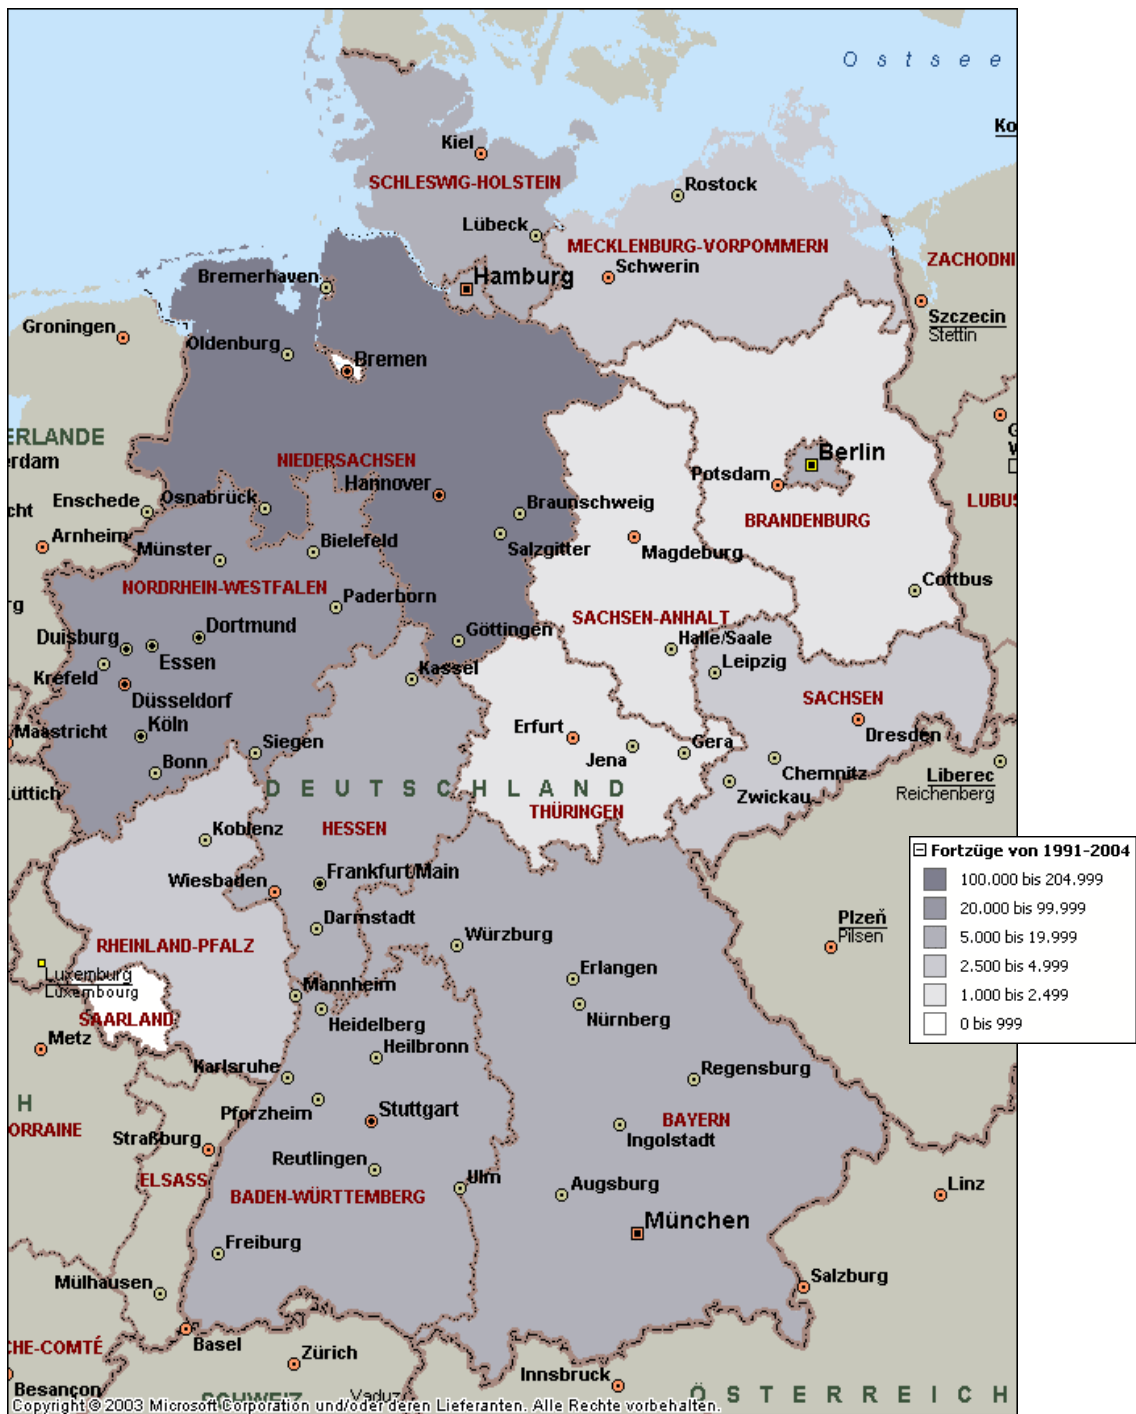 Ostsee
Kiel
Ko
SCHLESWIG-HOLSTEIN
Rostock
Lübeck
MECKLENBURG-VORPOMMERN
ZACHODNI
Bremerhaven
Hamburg
Schwerin
Szczecin
Stettin
Groningen
Oldenburg
Bremen
ERLANDE
rdam
G
W
NIEDERSACHSEN
Berlin
Potsdam
Hannover
Enschede
Osnabrück
Braunschweig
LUBUS
cht
BRANDENBURG
Arnheim
Münster
Bielefeld
Salzgitter
Magdeburg
NORDRHEIN-WESTFALEN
Cottbus
rg
Paderborn
SACHSEN-ANHALT
Duisburg
Dortmund
Göttingen
Halle/Saale
Essen
Leipzig
Krefeld
Kassel
Düsseldorf
SACHSEN
Maastricht
Köln
Erfurt
Dresden
Siegen
Jena
Gera
Bonn
Chemnitz
Liberec
Reichenberg
Lüttich
DEUTSCHLAND
Zwickau
THÜRINGEN
Koblenz
HESSEN
Fortzüge von 1991-2004
100.000 bis 204.999
20.000 bis 99.999
5.000 bis 19.999
2.500 bis 4.999
1.000 bis 2.499
0 bis 999
Wiesbaden
Frankfurt/Main
Darmstadt
Plzeň
Pilsen
RHEINLAND-PFALZ
Würzburg
Luxemburg
Luxembourg
Erlangen
Mannheim
SAARLAND
Nürnberg
Heidelberg
Metz
Heilbronn
Karlsruhe
Regensburg
H
Pforzheim
Stuttgart
BAYERN
ORRAINE
Straßburg
Ingolstadt
Reutlingen
ELSASS
Ulm
Augsburg
Linz
BADEN-WÜRTTEMBERG
München
Freiburg
Mülhausen
Salzburg
CHE-COMTÉ
Basel
Zürich
Innsbruck
Besançon
SCHWEIZ
Vaduz
ÖSTERREICH
Copyright © 2003 Microsoft Corporation und/oder deren Lieferanten. Alle Rechte vorbehalten.